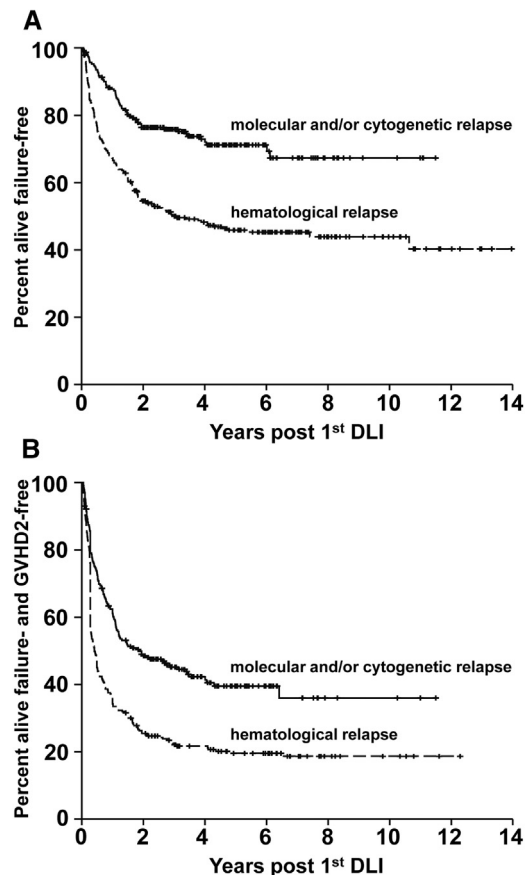 A
Percent alive failure-free
100
80
60
40
20
0
molecular and/or cytogenetic relapse
hematological relapse
0 2 4 6 8 10 12 14
Years post 1st DLI
B
Percent alive failure- and GVHD2-free
100
80
60
40
20
0
molecular and/or cytogenetic relapse
hematological relapse
0 2 4 6 8 10 12 14
Years post 1st DLI